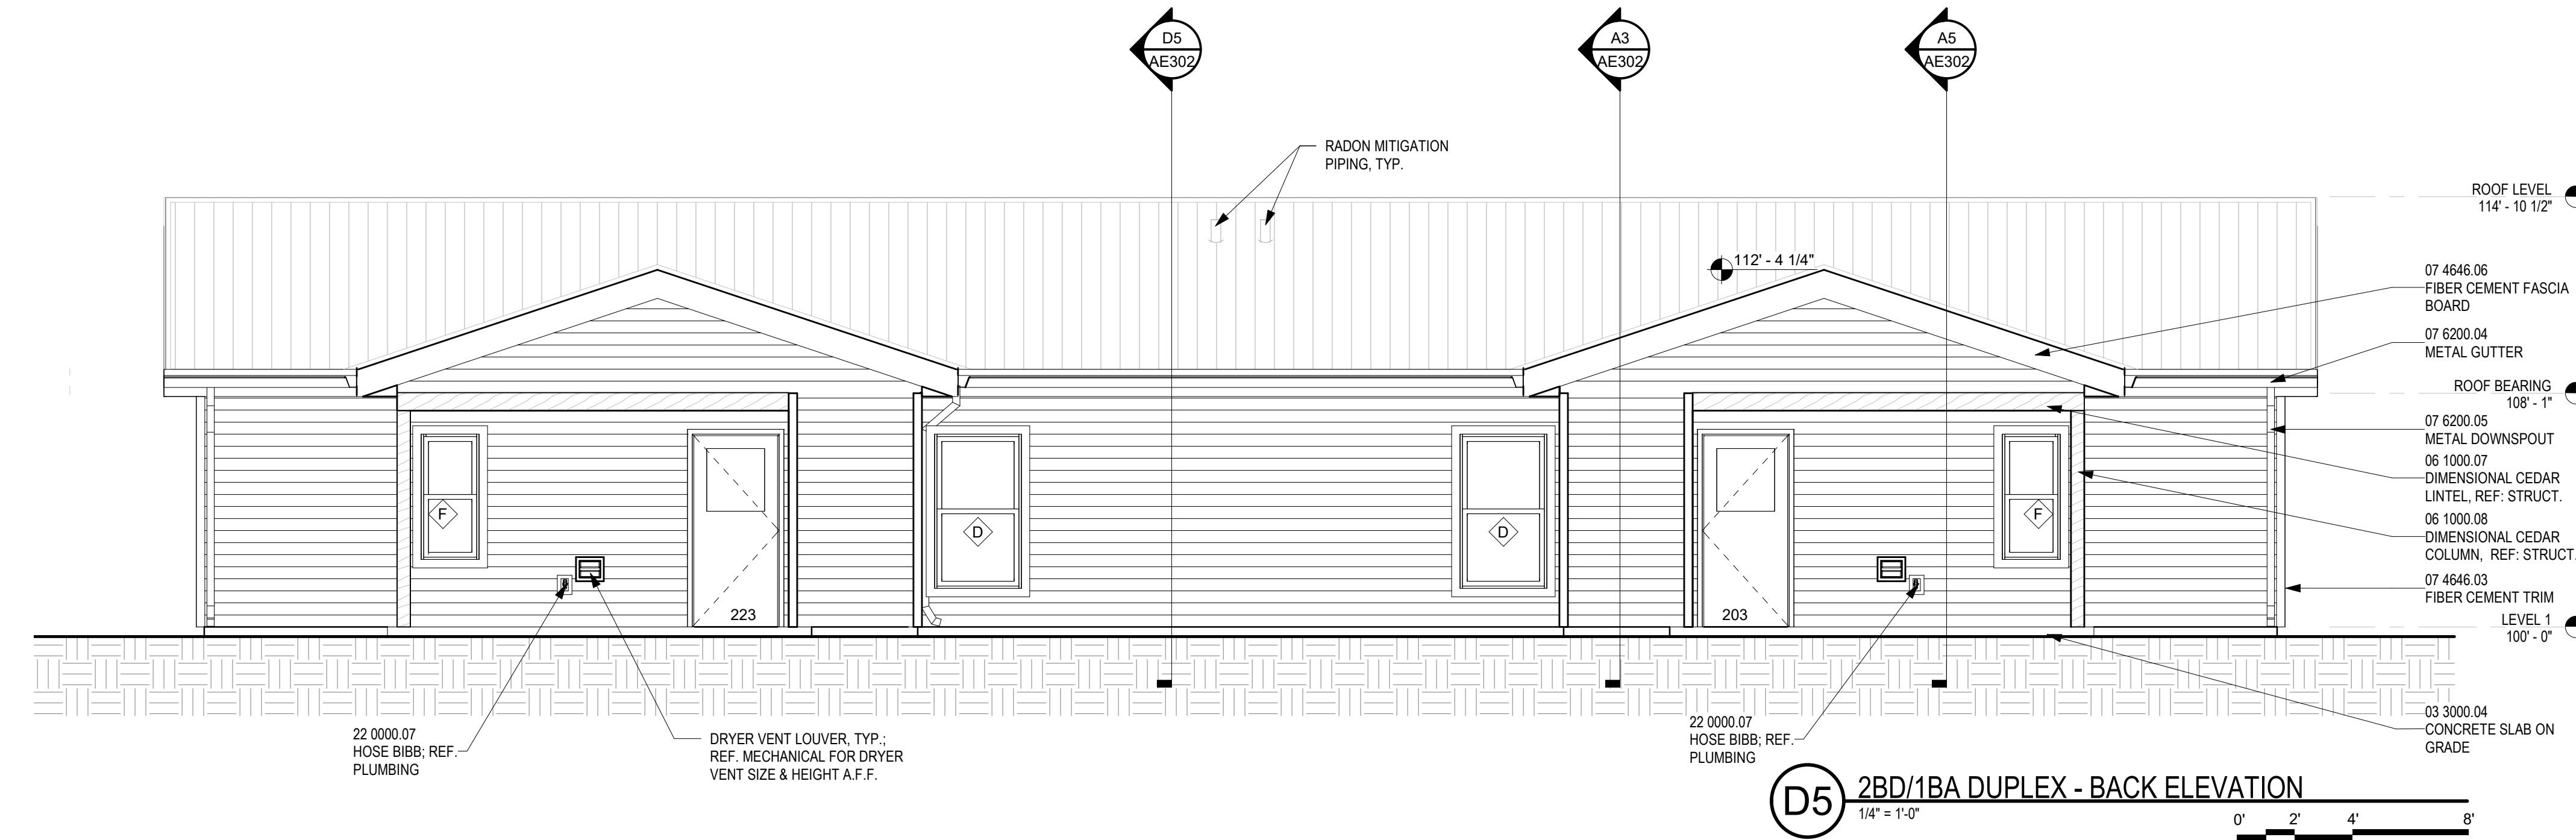 D5
AE302
A3
AE302
A5
AE302
RADON MITIGATION
PIPING, TYP.
ROOF LEVEL
114' - 10 1/2"
112' - 4 1/4"
07 4646.06
FIBER CEMENT FASCIA
BOARD
07 6200.04
METAL GUTTER
ROOF BEARING
108' - 1"
07 6200.05
METAL DOWNSPOUT
06 1000.07
DIMENSIONAL CEDAR
LINTEL, REF: STRUCT.
06 1000.08
DIMENSIONAL CEDAR
COLUMN, REF: STRUCT.
07 4646.03
FIBER CEMENT TRIM
LEVEL 1
100' - 0"
F
D
D
F
223
203
22 0000.07
HOSE BIBB; REF.
PLUMBING
DRYER VENT LOUVER, TYP.;
REF. MECHANICAL FOR DRYER
VENT SIZE & HEIGHT A.F.F.
22 0000.07
HOSE BIBB; REF.
PLUMBING
03 3000.04
CONCRETE SLAB ON
GRADE
D5
2BD/1BA DUPLEX - BACK ELEVATION
1/4" = 1'-0"
0' 2' 4' 8'